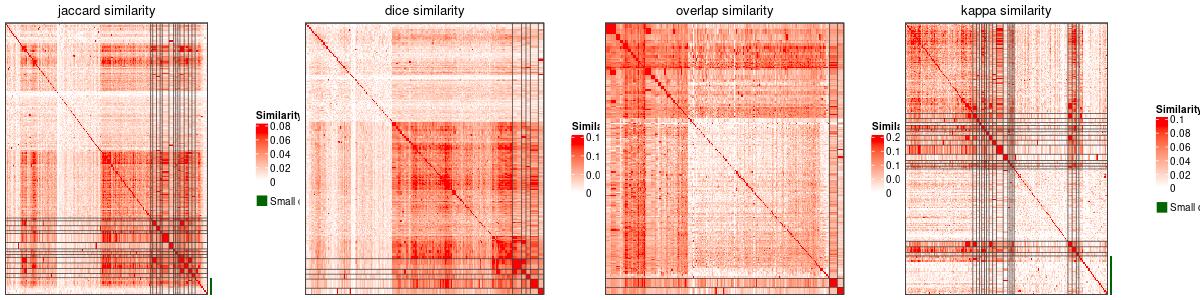 jaccard similarity
Similarity
0.08
0.06
0.04
0.02
0
Small
dice similarity
Simila
0.1
0.1
0
0
overlap similarity
Simila
0.2
0.1
0.1
0.0
0
kappa similarity
Similarity
0.1
0.08
0.06
0.04
0.02
0
Small